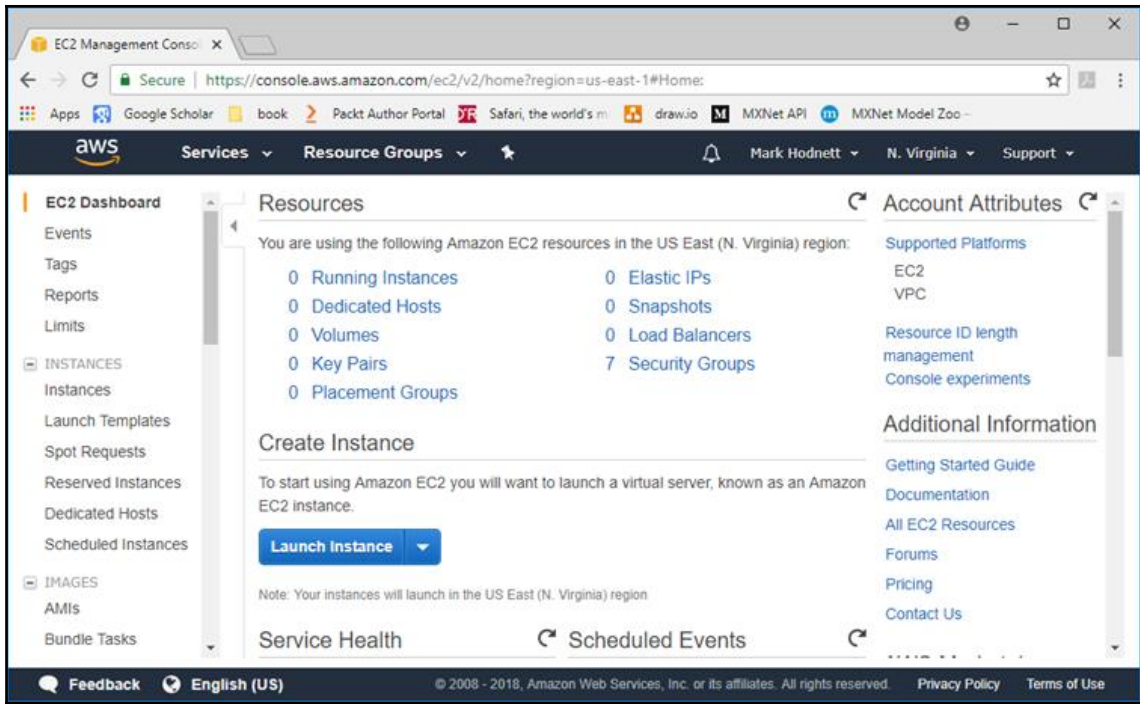 EC2 Management Consol
Secure | https://console.aws.amazon.com/ec2/v2/home?region=us-east-1#Home:
Apps Google Scholar book Packt Author Portal Safari, the world's m draw.io MXNet API MXNet Model Zoo -
aws Services Resource Groups Mark Hodnett N. Virginia Support
EC2 Dashboard
Events
Tags
Reports
Limits
INSTANCES
Instances
Launch Templates
Spot Requests
Reserved Instances
Dedicated Hosts
Scheduled Instances
IMAGES
AMIs
Bundle Tasks
Resources
You are using the following Amazon EC2 resources in the US East (N. Virginia) region:
0 Running Instances 0 Elastic IPs
0 Dedicated Hosts 0 Snapshots
0 Volumes 0 Load Balancers
0 Key Pairs 7 Security Groups
0 Placement Groups
Create Instance
To start using Amazon EC2 you will want to launch a virtual server, known as an Amazon
EC2 instance.
Launch Instance
Note: Your instances will launch in the US East (N. Virginia) region
Service Health Scheduled Events
Account Attributes
Supported Platforms
EC2
VPC
Resource ID length
management
Console experiments
Additional Information
Getting Started Guide
Documentation
All EC2 Resources
Forums
Pricing
Contact Us
Feedback English (US) © 2008 - 2018, Amazon Web Services, Inc. or its affiliates. All rights reserved. Privacy Policy Terms of Use